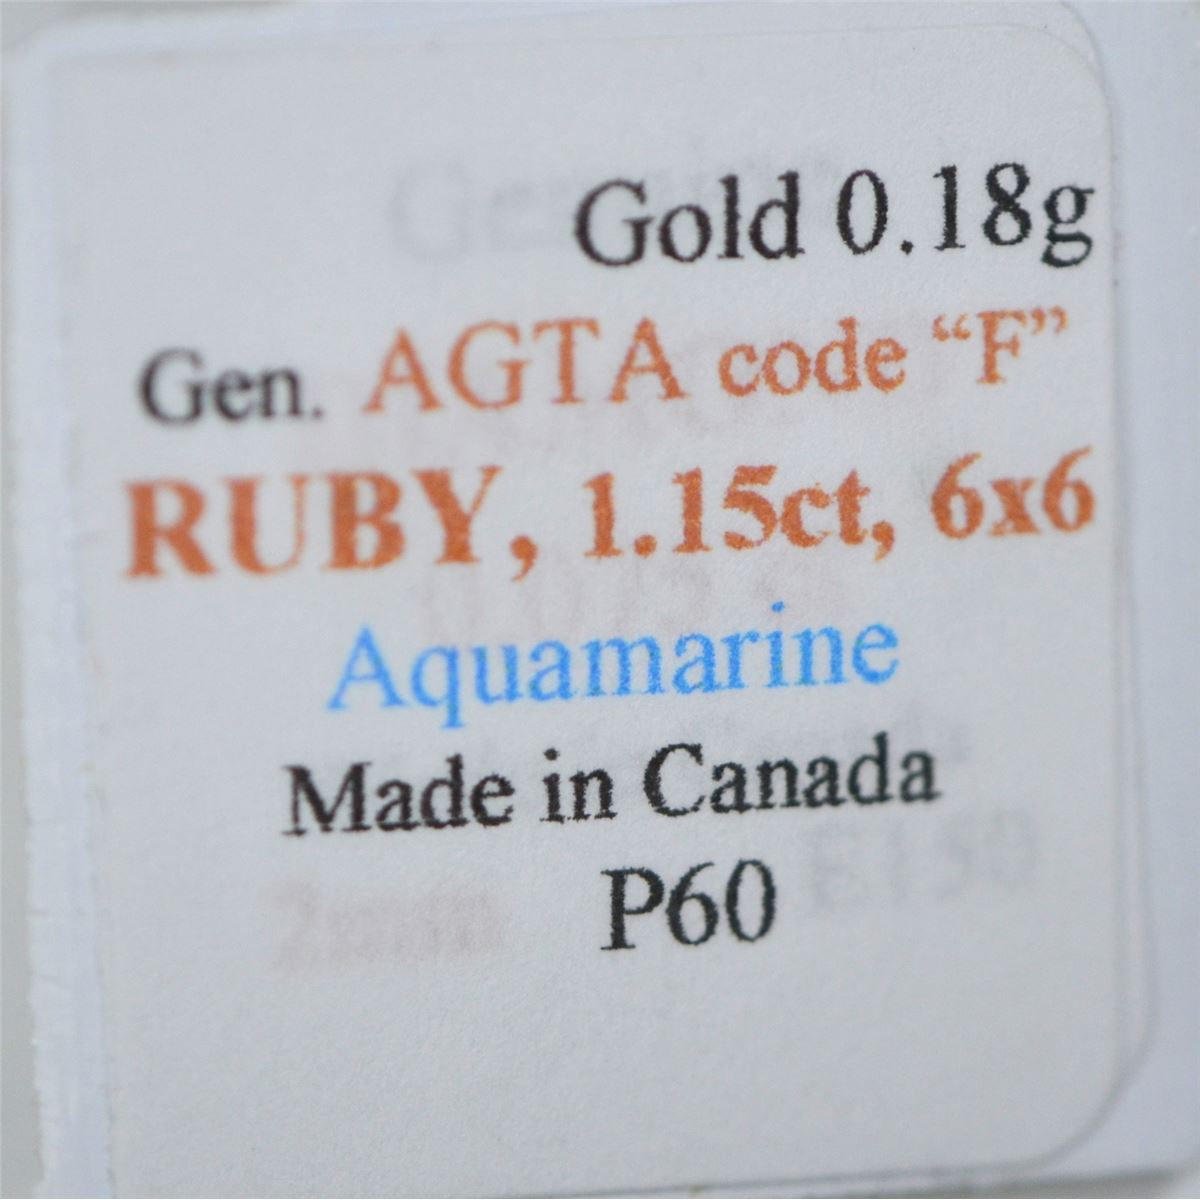 Gold 0.18g
Gen. AGTA code “F”
RUBY, 1.15ct, 6x6
Aquamarine
Made in Canada
P60